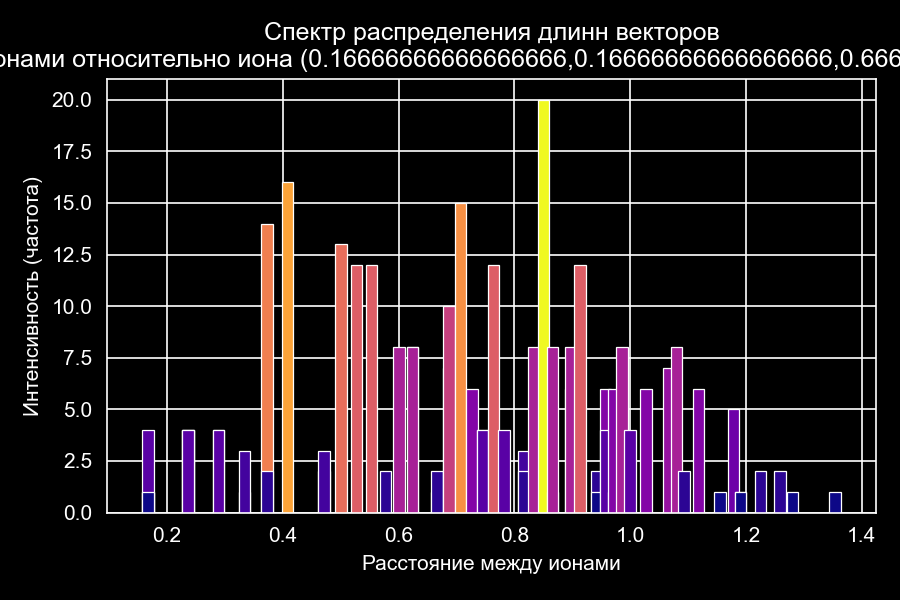 Спектр распределения длинн векторов
онами относительно иона (0.16666666666666666,0.16666666666666666,0.666
20.0
17.5
15.0
12.5
10.0
7.5
5.0
2.5
0.0
Интенсивность (частота)
0.2 0.4 0.6 0.8 1.0 1.2 1.4
Расстояние между ионами